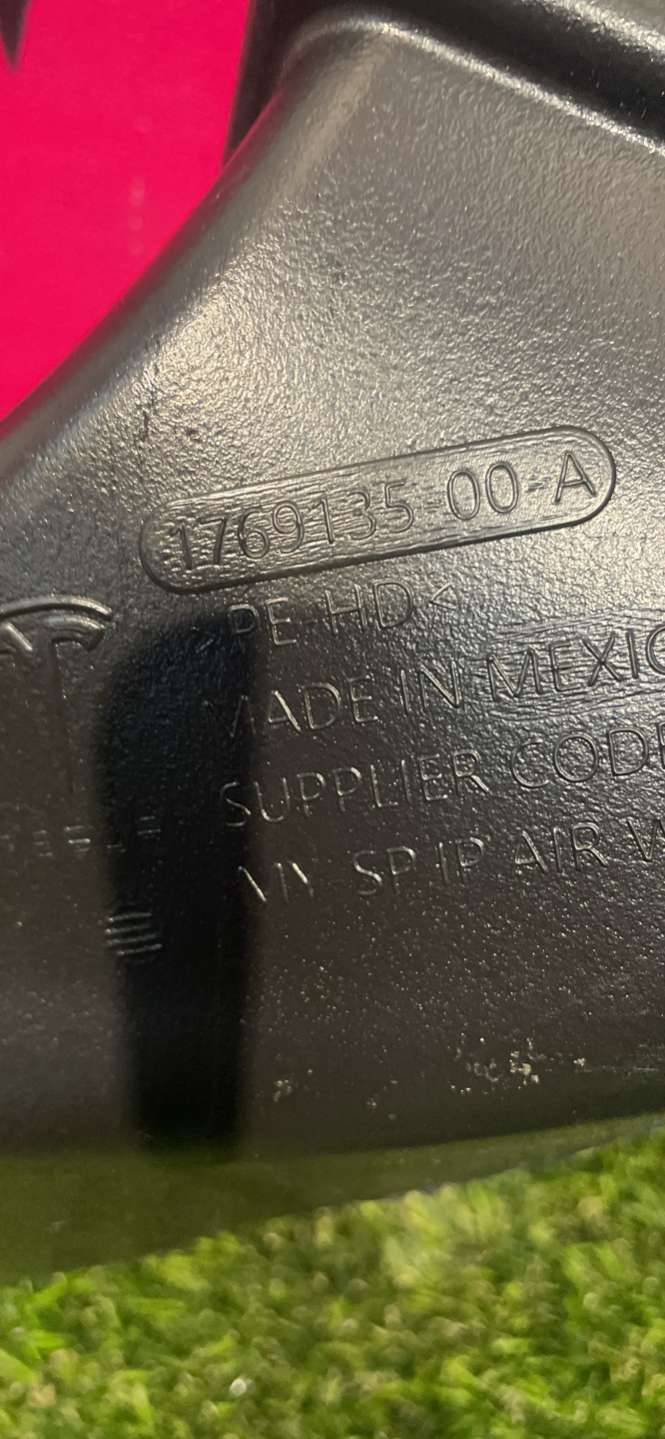 1769135-00-A
>PE-HD<
MADE IN MEXIC
SUPPLIER COD
SP IP AIR